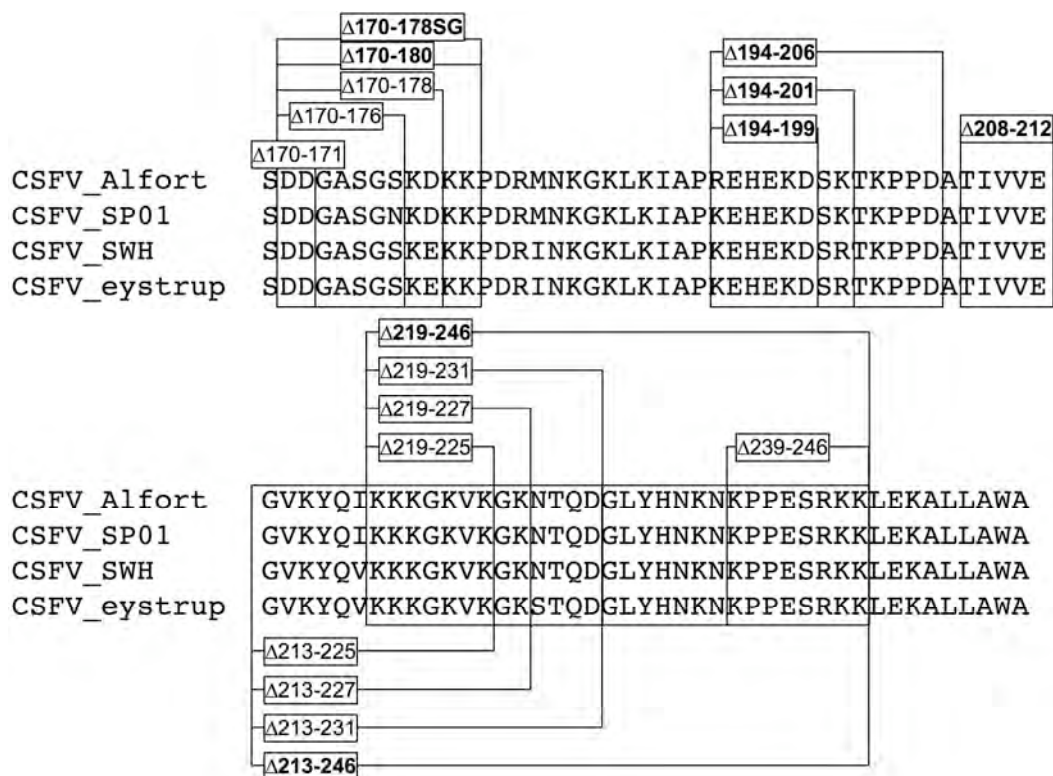 Δ170-178SG
Δ170-180
Δ194-206
Δ170-178
Δ194-201
Δ170-176
Δ194-199
Δ208-212
Δ170-171
CSFV_Alfort SDDGASGSKDKKPDRMNKGKLKIAPREHEKDSKTKPPDATIVVE
CSFV_SP01 SDDGASGNKDKKPDRMNKGKLKIAPKEHEKDSKTKPPDATIVVE
CSFV_SWH SDDGASGSKEKKPDRINKGKLKIAPKEHEKDSRTKPPDATIVVE
CSFV_eystrup SDDGASGSKEKKPDRINKGKLKIAPKEHEKDSRTKPPDATIVVE
Δ219-246
Δ219-231
Δ219-227
Δ219-225
Δ239-246
CSFV_Alfort GVKYQIKKKGKVKGKNTQDGLYHNKNKPPESRKKLEKALLAWA
CSFV_SP01 GVKYQIKKKGKVKGKNTQDGLYHNKNKPPESRKKLEKALLAWA
CSFV_SWH GVKYQVKKKGKVKGKNTQDGLYHNKNKPPESRKKLEKALLAWA
CSFV_eystrup GVKYQVKKKGKVKGKSTQDGLYHNKNKPPESRKKLEKALLAWA
Δ213-225
Δ213-227
Δ213-231
Δ213-246